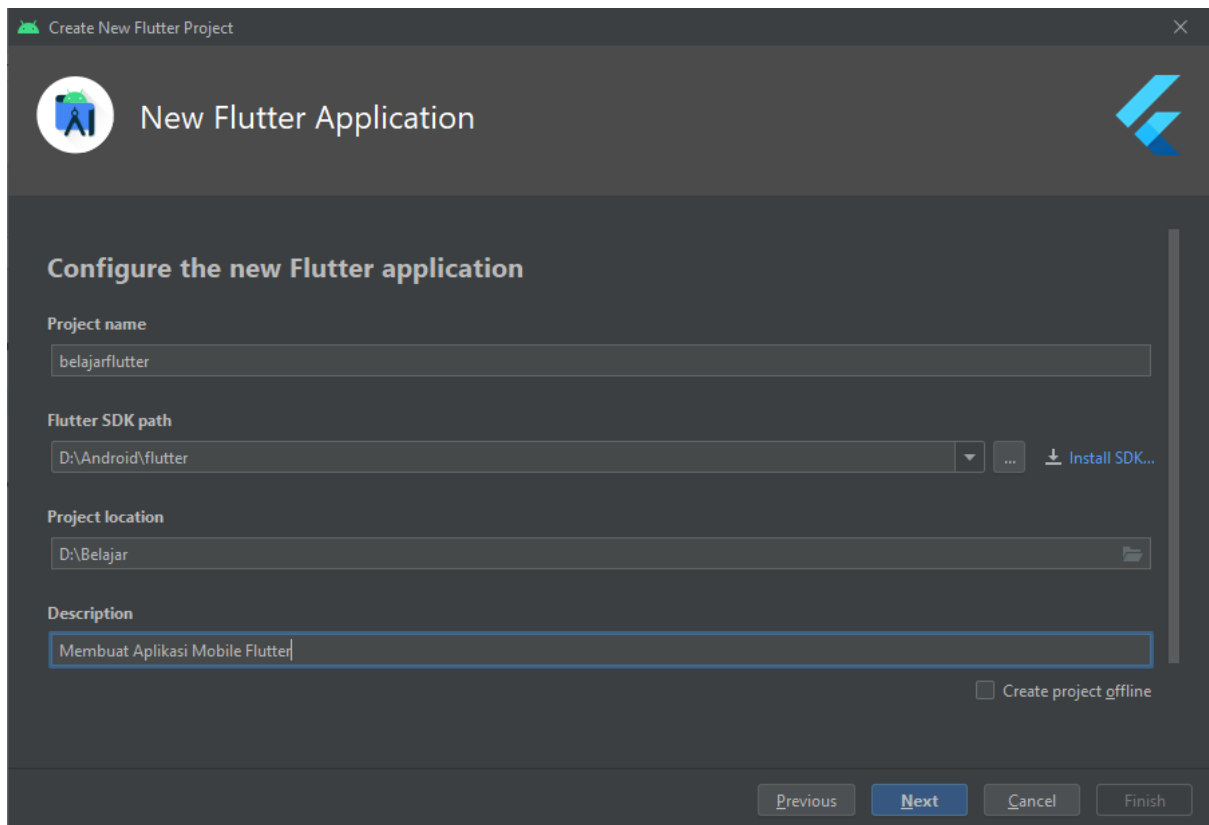 Create New Flutter Project
New Flutter Application
Configure the new Flutter application
Project name
belajarflutter
Flutter SDK path
D:\Android\flutter
... Install SDK...
Project location
D:\Belajar
Description
Membuat Aplikasi Mobile Flutter
Create project offline
Previous Next Cancel Finish